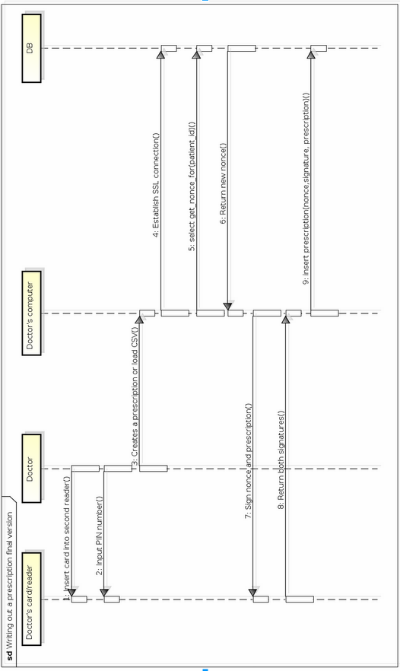 sd Writing out a prescription final version
Doctor's card/reader
Doctor
Doctor's computer
DB
1: Insert card into second reader()
2: Input PIN number()
3: Creates a prescription or load CSV()
4: Establish SSL connection()
5: select get_nonce_for(patient_id)()
6: Return new nonce()
7: Sign nonce and prescription()
8: Return both signatures()
9: Insert prescription(nonce,signature, prescription)()